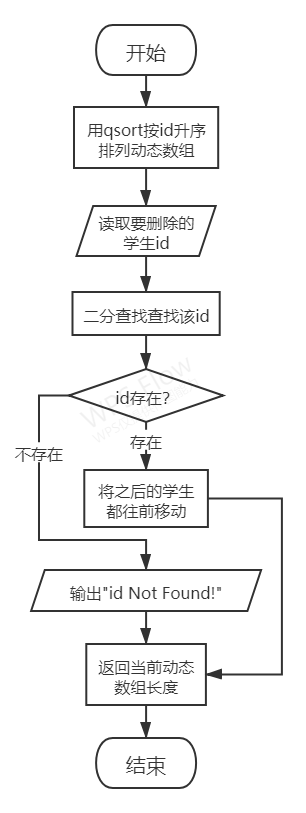 开始
用qsort按id升序
排列动态数组
读取要删除的
学生id
二分查找查找该id
id存在?
不存在
存在
将之后的学生
都往前移动
输出"id Not Found!"
返回当前动态
数组长度
结束
WPS Flow